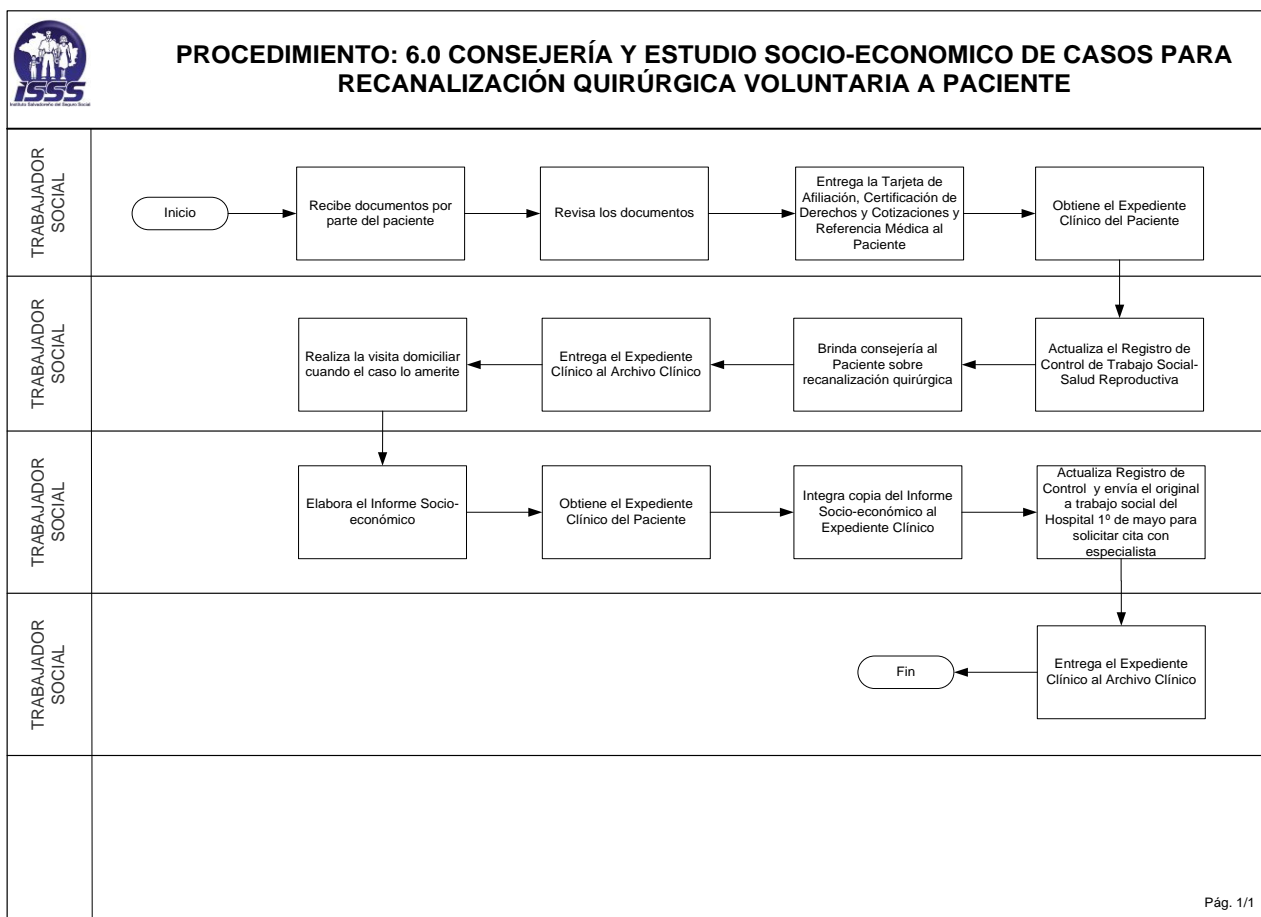 ISSS
Instituto Salvadoreño del Seguro Social
PROCEDIMIENTO: 6.0 CONSEJERÍA Y ESTUDIO SOCIO-ECONOMICO DE CASOS PARA
RECANALIZACIÓN QUIRÚRGICA VOLUNTARIA A PACIENTE
TRABAJADOR
SOCIAL
Inicio
Recibe documentos por
parte del paciente
Revisa los documentos
Entrega la Tarjeta de
Afiliación, Certificación de
Derechos y Cotizaciones y
Referencia Médica al
Paciente
Obtiene el Expediente
Clínico del Paciente
TRABAJADOR
SOCIAL
Actualiza el Registro de
Control de Trabajo Social-
Salud Reproductiva
Brinda consejería al
Paciente sobre
recanalización quirúrgica
Entrega el Expediente
Clínico al Archivo Clínico
Realiza la visita domiciliar
cuando el caso lo amerite
TRABAJADOR
SOCIAL
Elabora el Informe Socio-
económico
Obtiene el Expediente
Clínico del Paciente
Integra copia del Informe
Socio-económico al
Expediente Clínico
Actualiza Registro de
Control  y envía el original
a trabajo social del
Hospital 1º de mayo para
solicitar cita con
especialista
TRABAJADOR
SOCIAL
Entrega el Expediente
Clínico al Archivo Clínico
Fin
Pág. 1/1